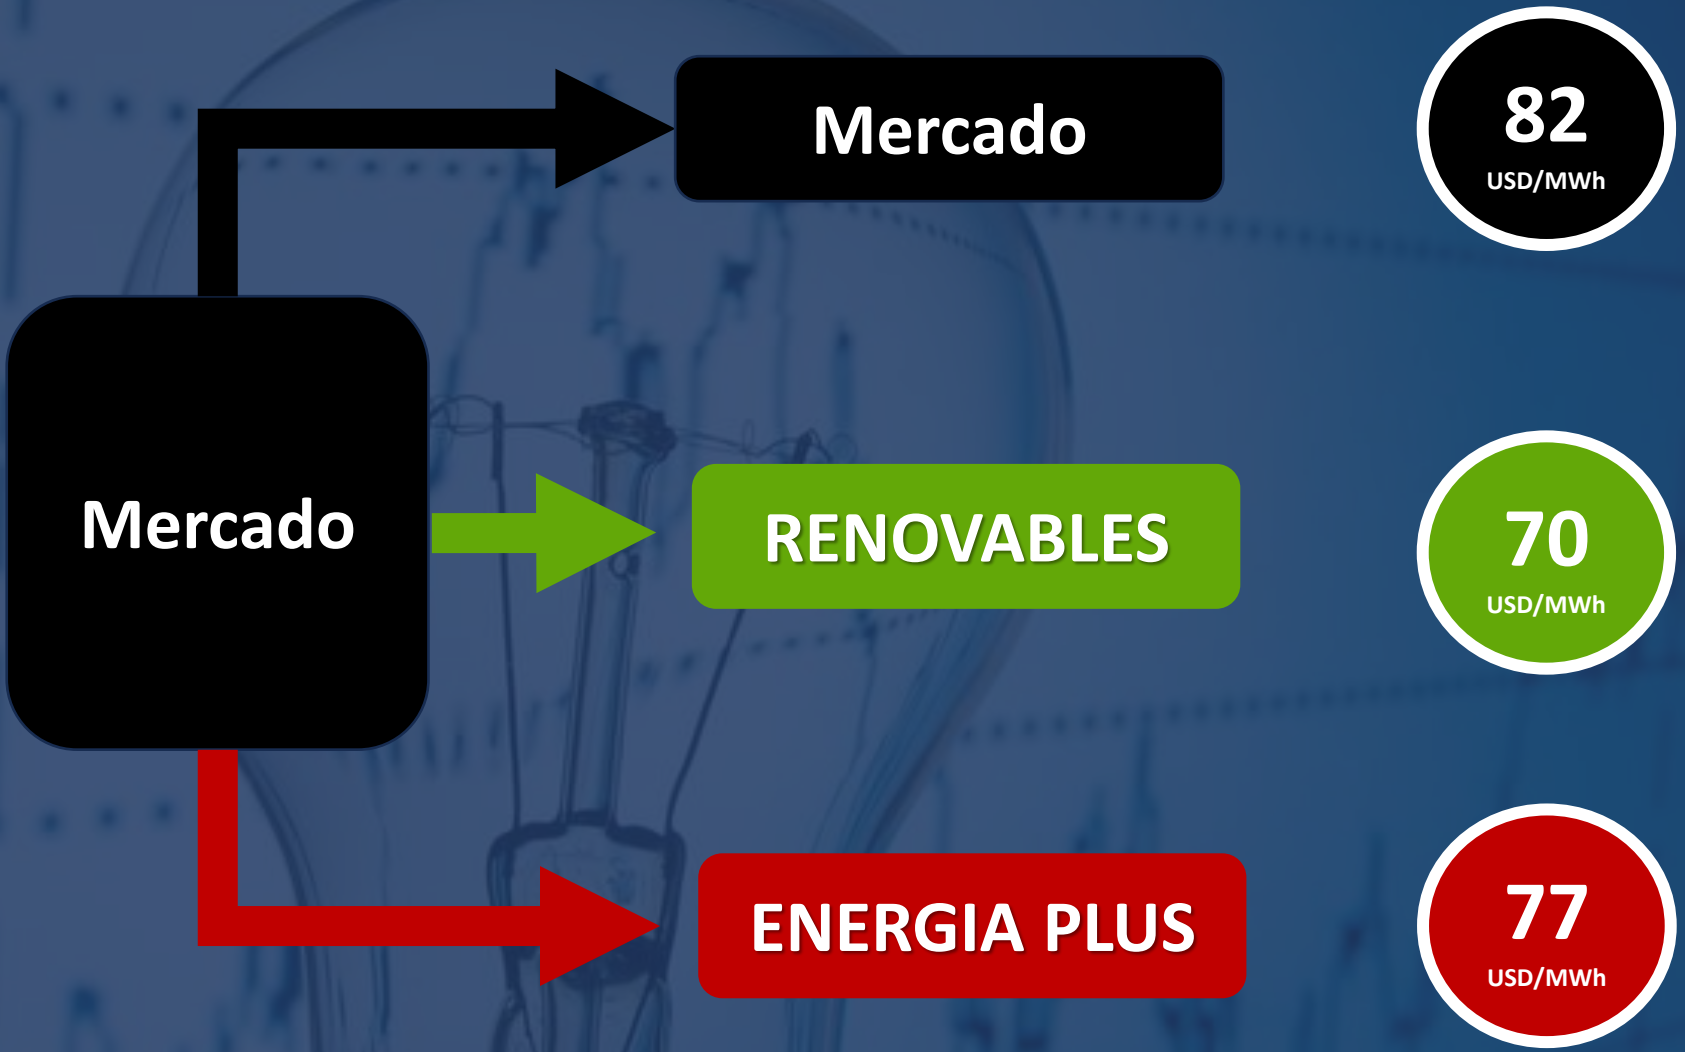 Mercado
82
USD/MWh
Mercado
RENOVABLES
70
USD/MWh
ENERGIA PLUS
77
USD/MWh